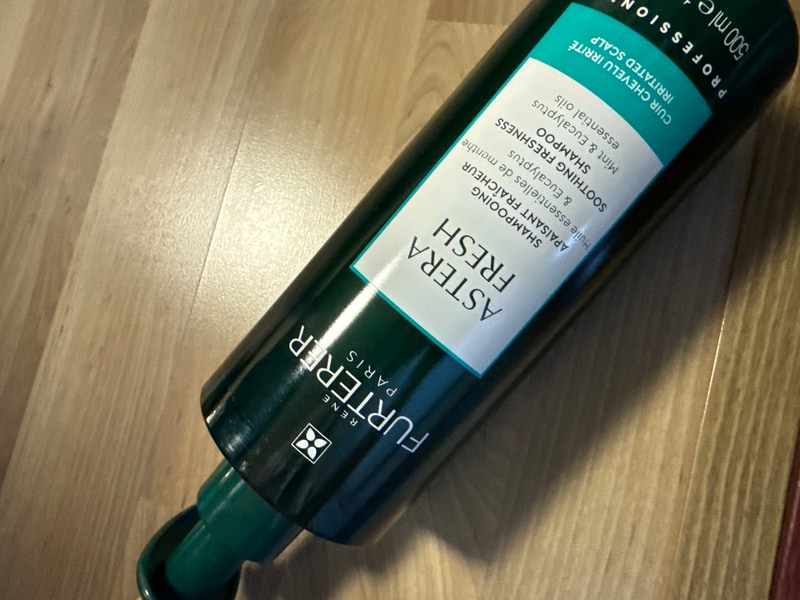 RENE
FURTERER
PARIS
ASTERA
FRESH
SHAMPOOING
APAISANT FRAÎCHEUR
Huile essentielles de menthe
& Eucalyptus
SOOTHING FRESHNESS
SHAMPOO
Mint & Eucalyptus
essential oils
CUIR CHEVELU IRRITÉ
IRRITATED SCALP
PROFESSION
500 ml e